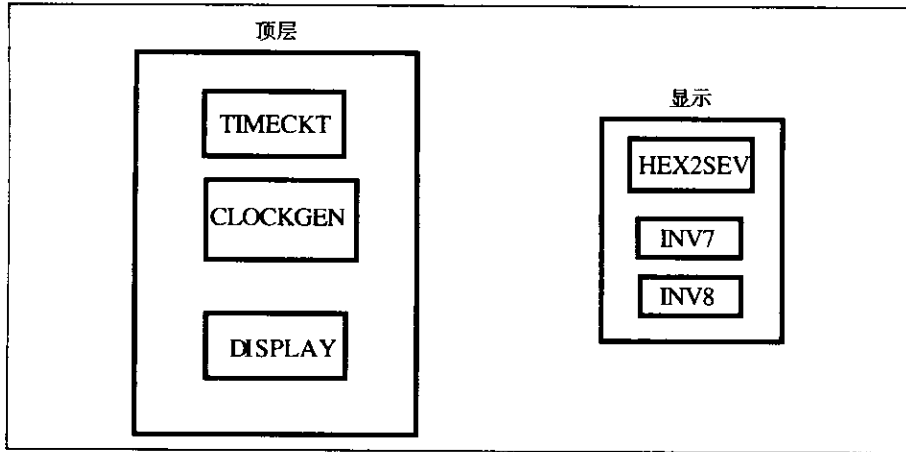 顶层
TIMECKT
CLOCKGEN
DISPLAY
显示
HEX2SEV
INV7
INV8